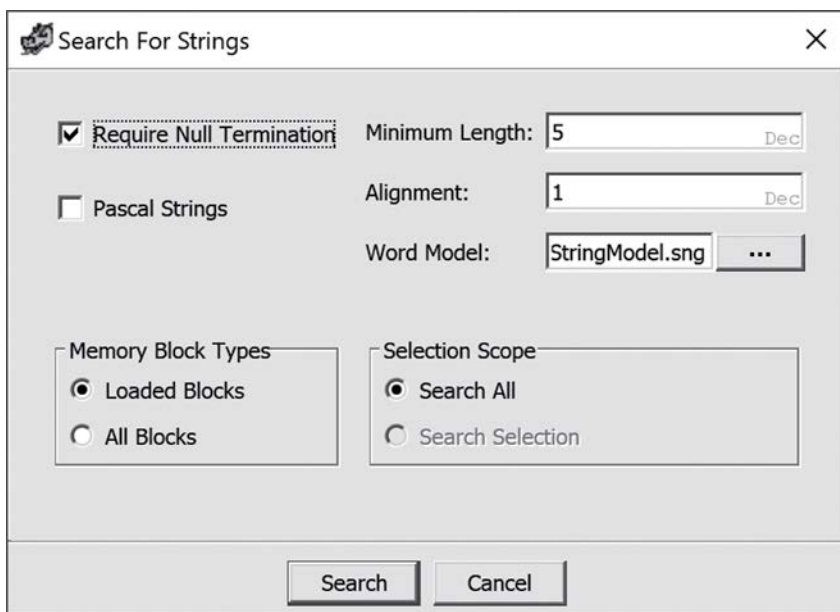 Search For Strings
Require Null Termination
Minimum Length: 5 Dec
Pascal Strings
Alignment: 1 Dec
Word Model: StringModel.sng ...
Memory Block Types
Loaded Blocks
All Blocks
Selection Scope
Search All
Search Selection
Search Cancel